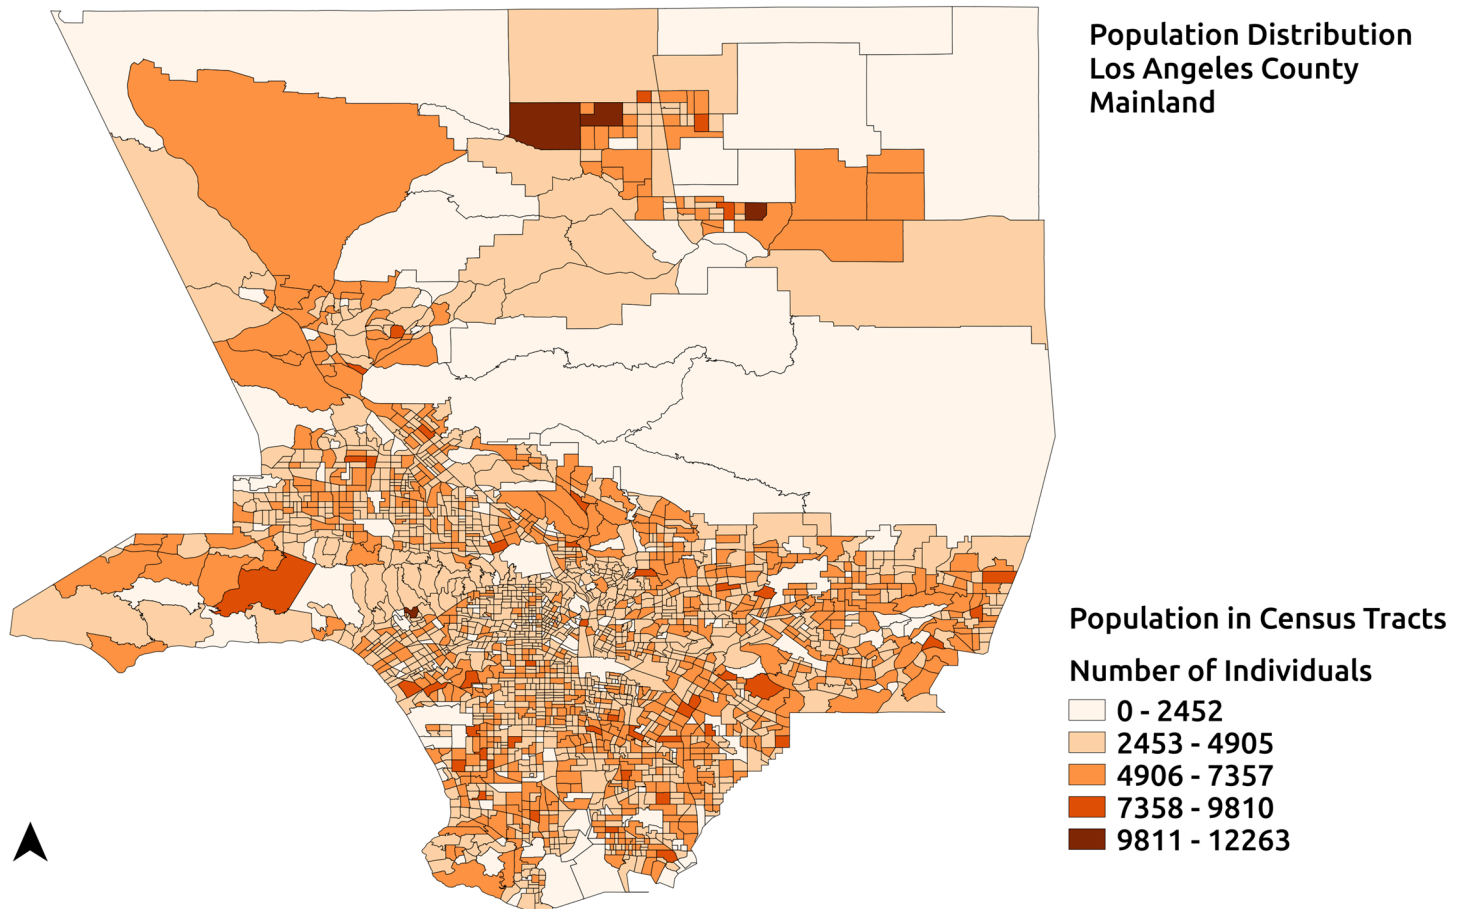 Population Distribution
Los Angeles County
Mainland
Population in Census Tracts
Number of Individuals
0 - 2452
2453 - 4905
4906 - 7357
7358 - 9810
9811 - 12263